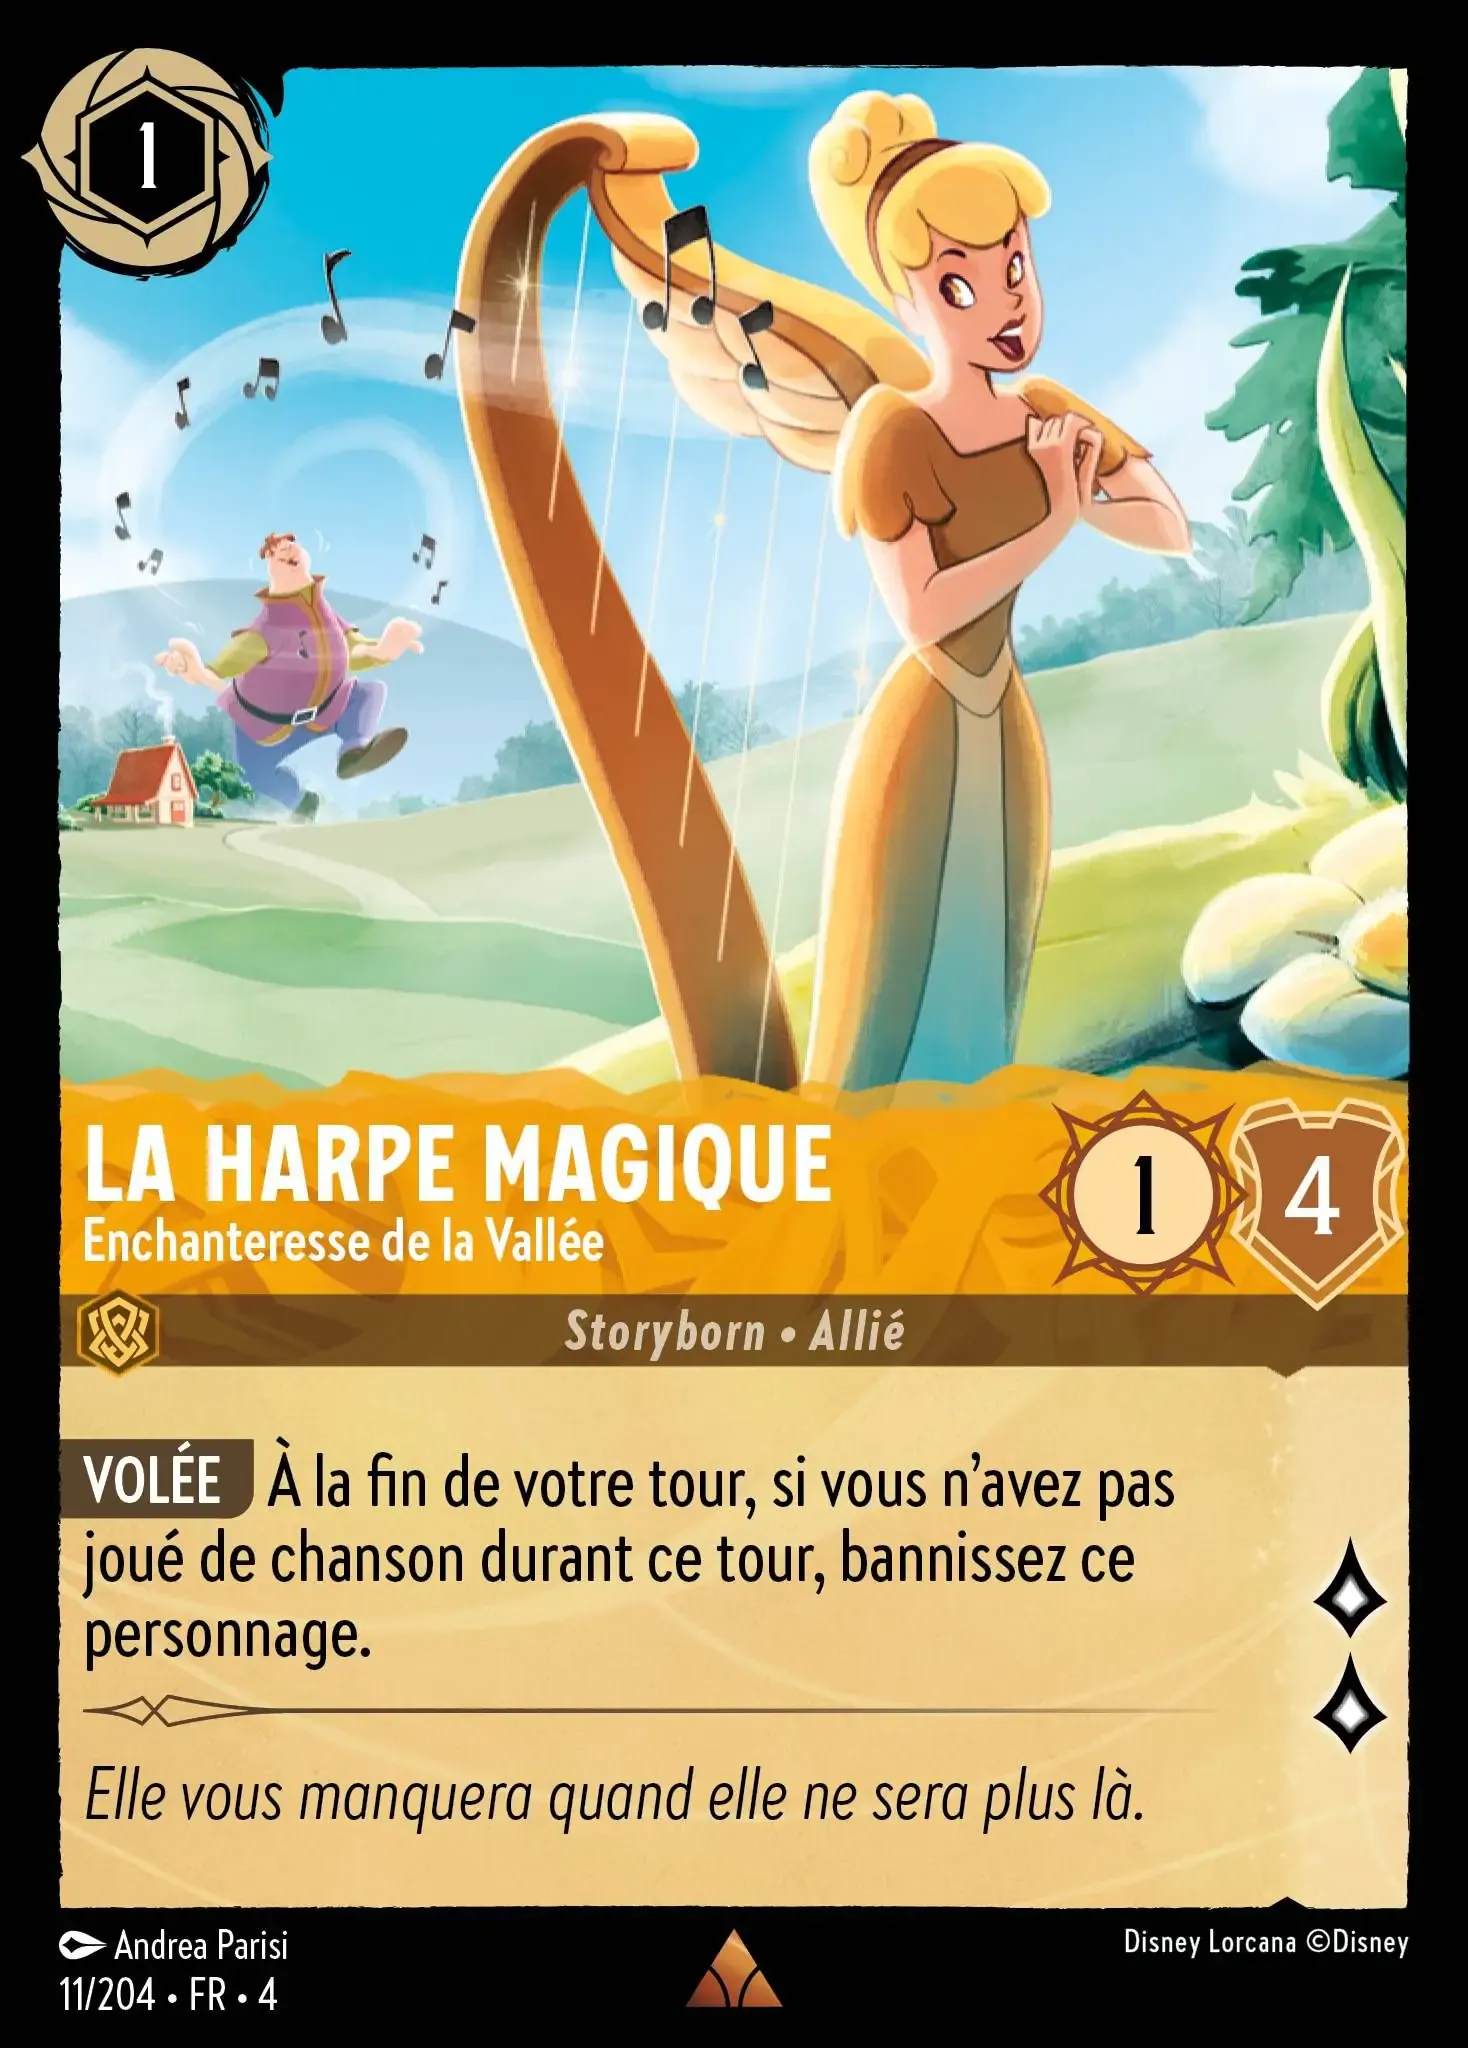 1
LA HARPE MAGIQUE
Enchanteresse de la Vallée
1
4
Storyborn • Allié
VOLÉE À la fin de votre tour, si vous n’avez pas
joué de chanson durant ce tour, bannissez ce
personnage.
Elle vous manquera quand elle ne sera plus là.
Andrea Parisi
Disney Lorcana ©Disney
11/204 • FR • 4